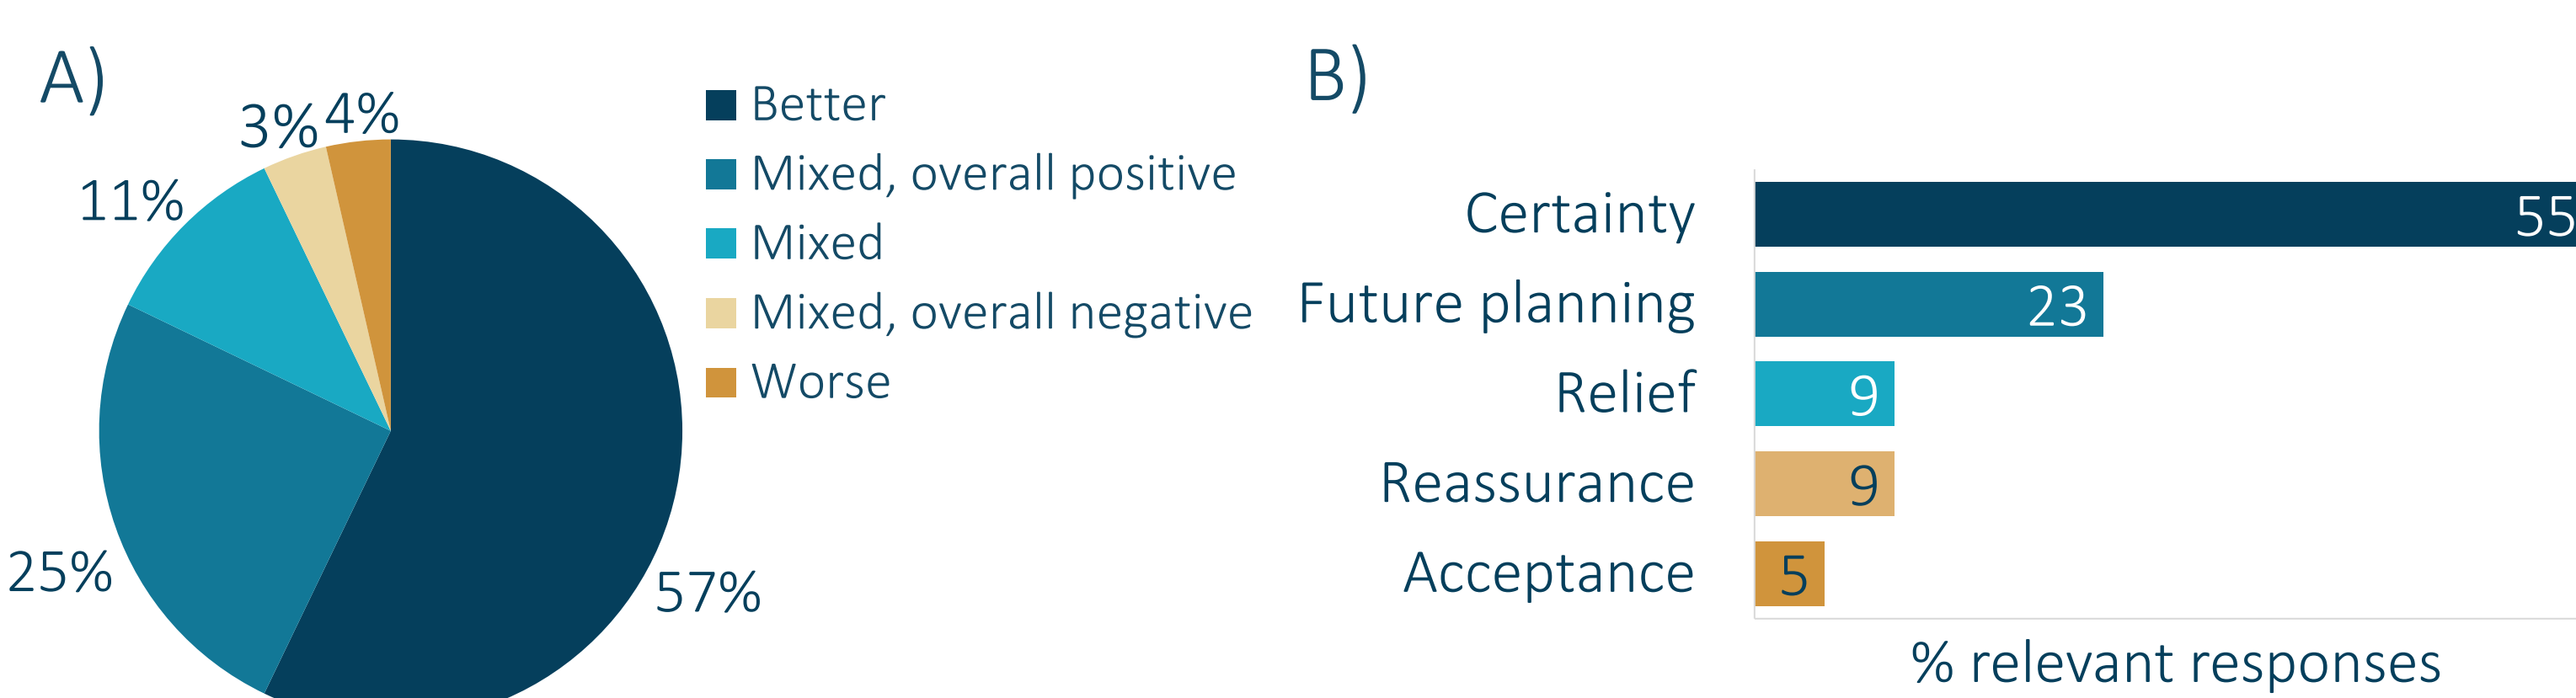 A)
3%
4%
11%
25%
57%
Better
Mixed, overall positive
Mixed
Mixed, overall negative
Worse
B)
Certainty
55
Future planning
23
Relief
9
Reassurance
9
Acceptance
5
% relevant responses